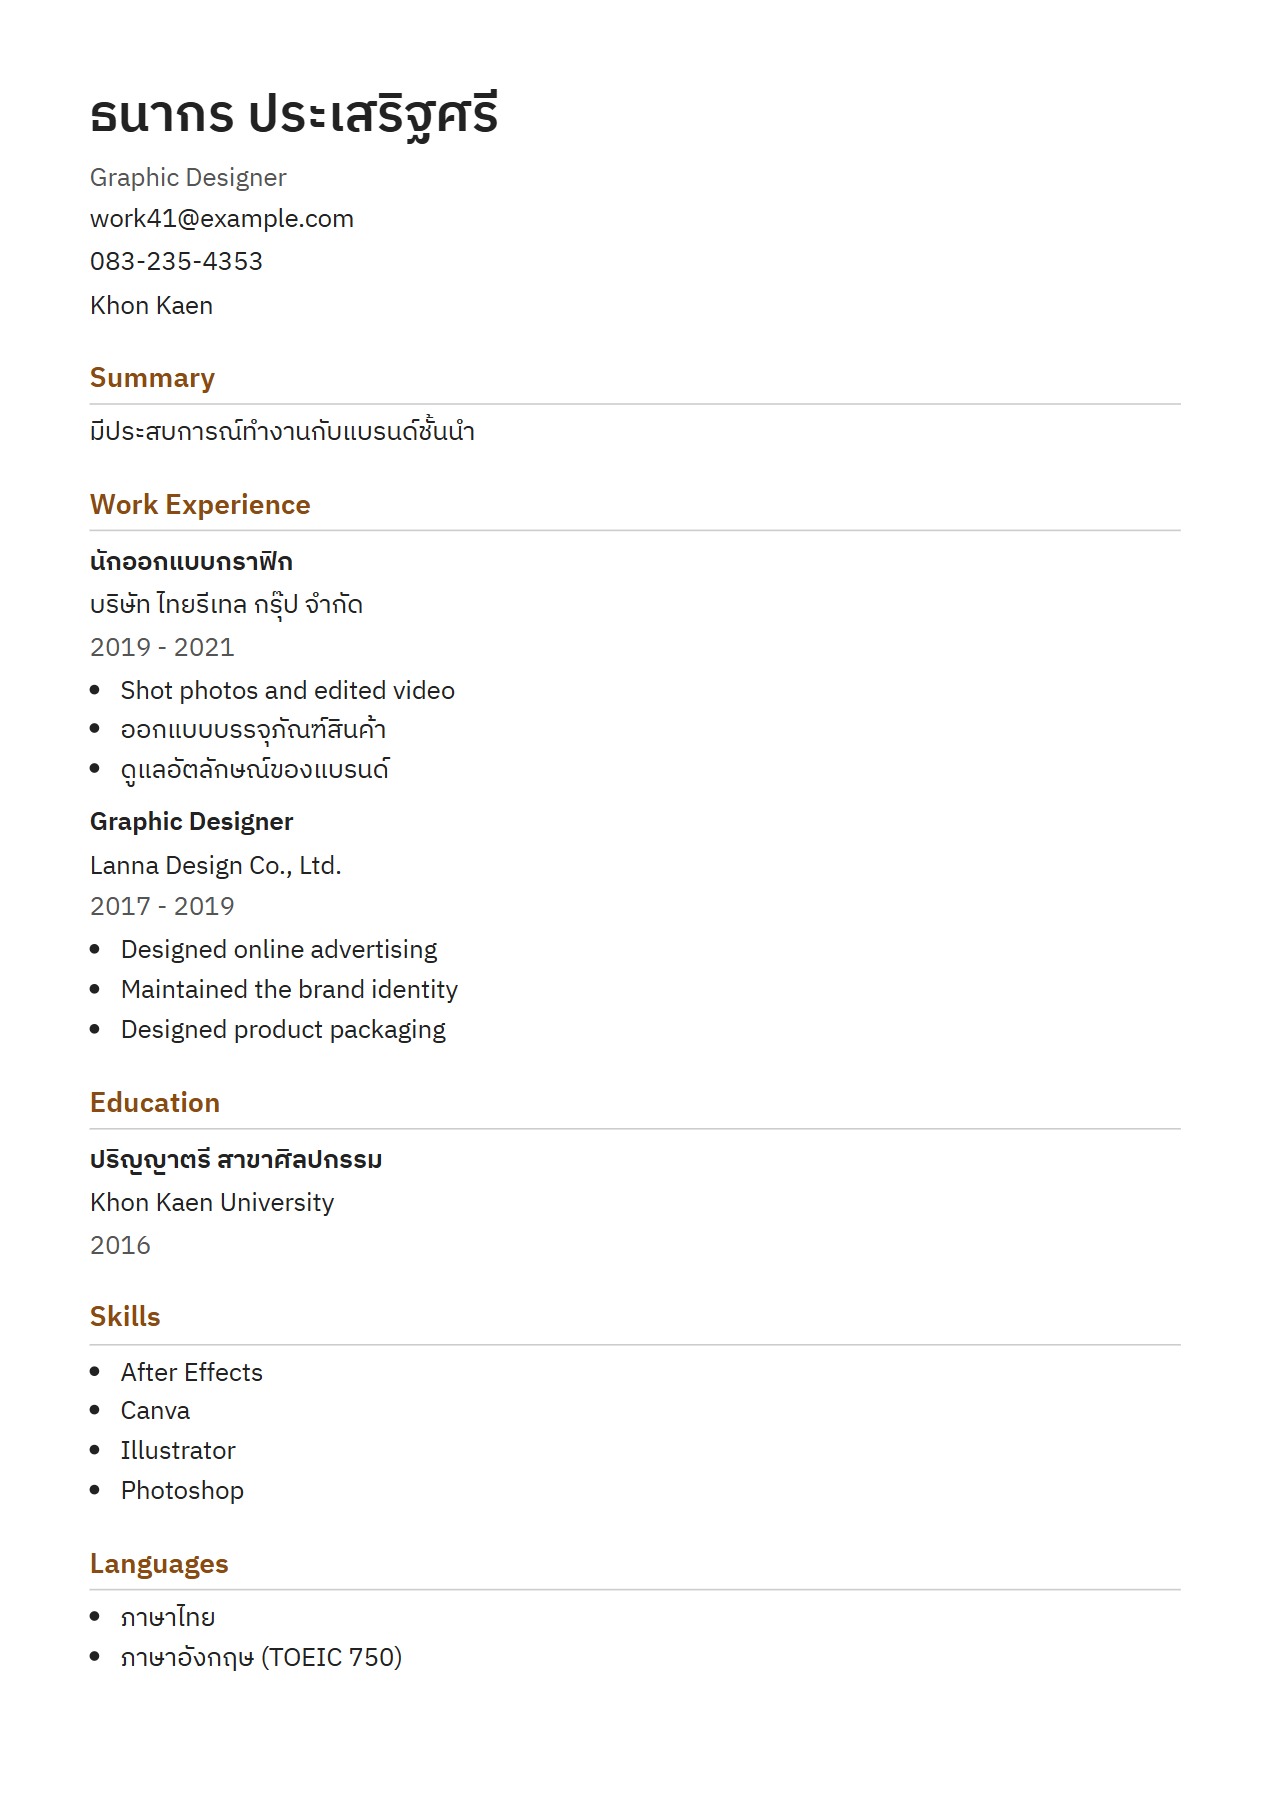 ธนากร ประเสริฐศรี
Graphic Designer
work41@example.com
083-235-4353
Khon Kaen
Summary
มีประสบการณ์ทำงานกับแบรนด์ชั้นนำ
Work Experience
นักออกแบบกราฟิก
บริษัท ไทยรีเทล กรุ๊ป จำกัด
2019 - 2021
• Shot photos and edited video
• ออกแบบบรรจุภัณฑ์สินค้า
• ดูแลอัตลักษณ์ของแบรนด์
Graphic Designer
Lanna Design Co., Ltd.
2017 - 2019
• Designed online advertising
• Maintained the brand identity
• Designed product packaging
Education
ปริญญาตรี สาขาศิลปกรรม
Khon Kaen University
2016
Skills
• After Effects
• Canva
• Illustrator
• Photoshop
Languages
• ภาษาไทย
• ภาษาอังกฤษ (TOEIC 750)